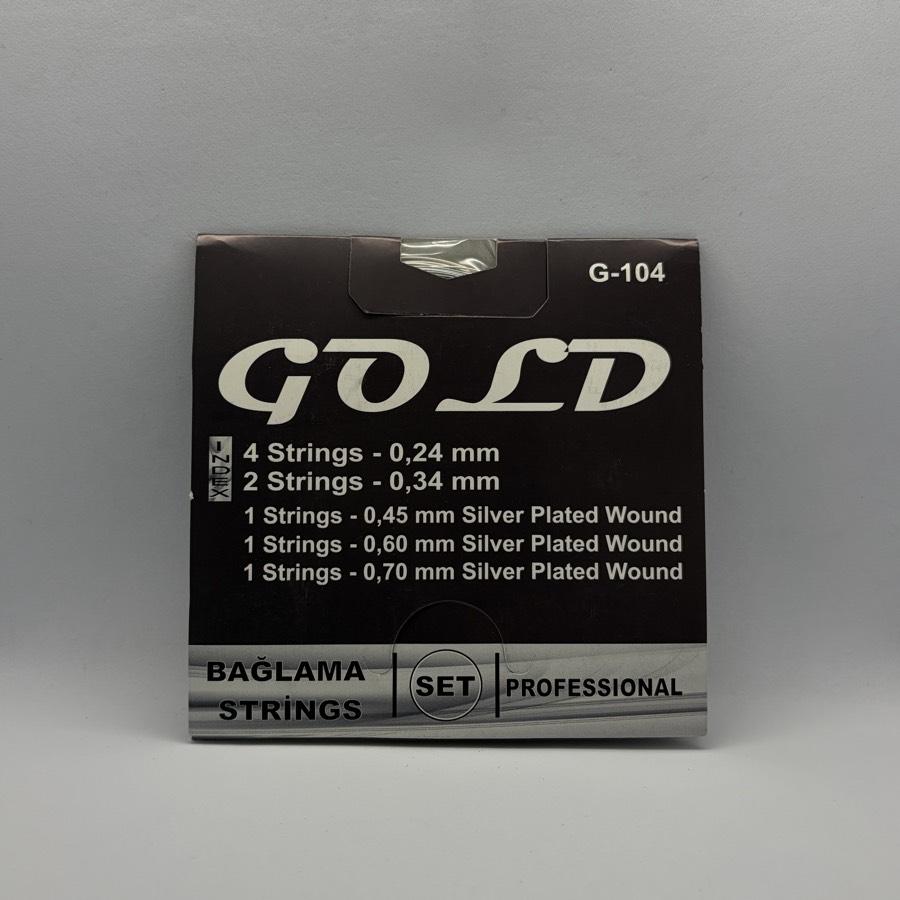 G-104
GOLD
INDEX
4 Strings - 0,24 mm
2 Strings - 0,34 mm
1 Strings - 0,45 mm Silver Plated Wound
1 Strings - 0,60 mm Silver Plated Wound
1 Strings - 0,70 mm Silver Plated Wound
BAĞLAMA
STRİNGS
SET
PROFESSIONAL